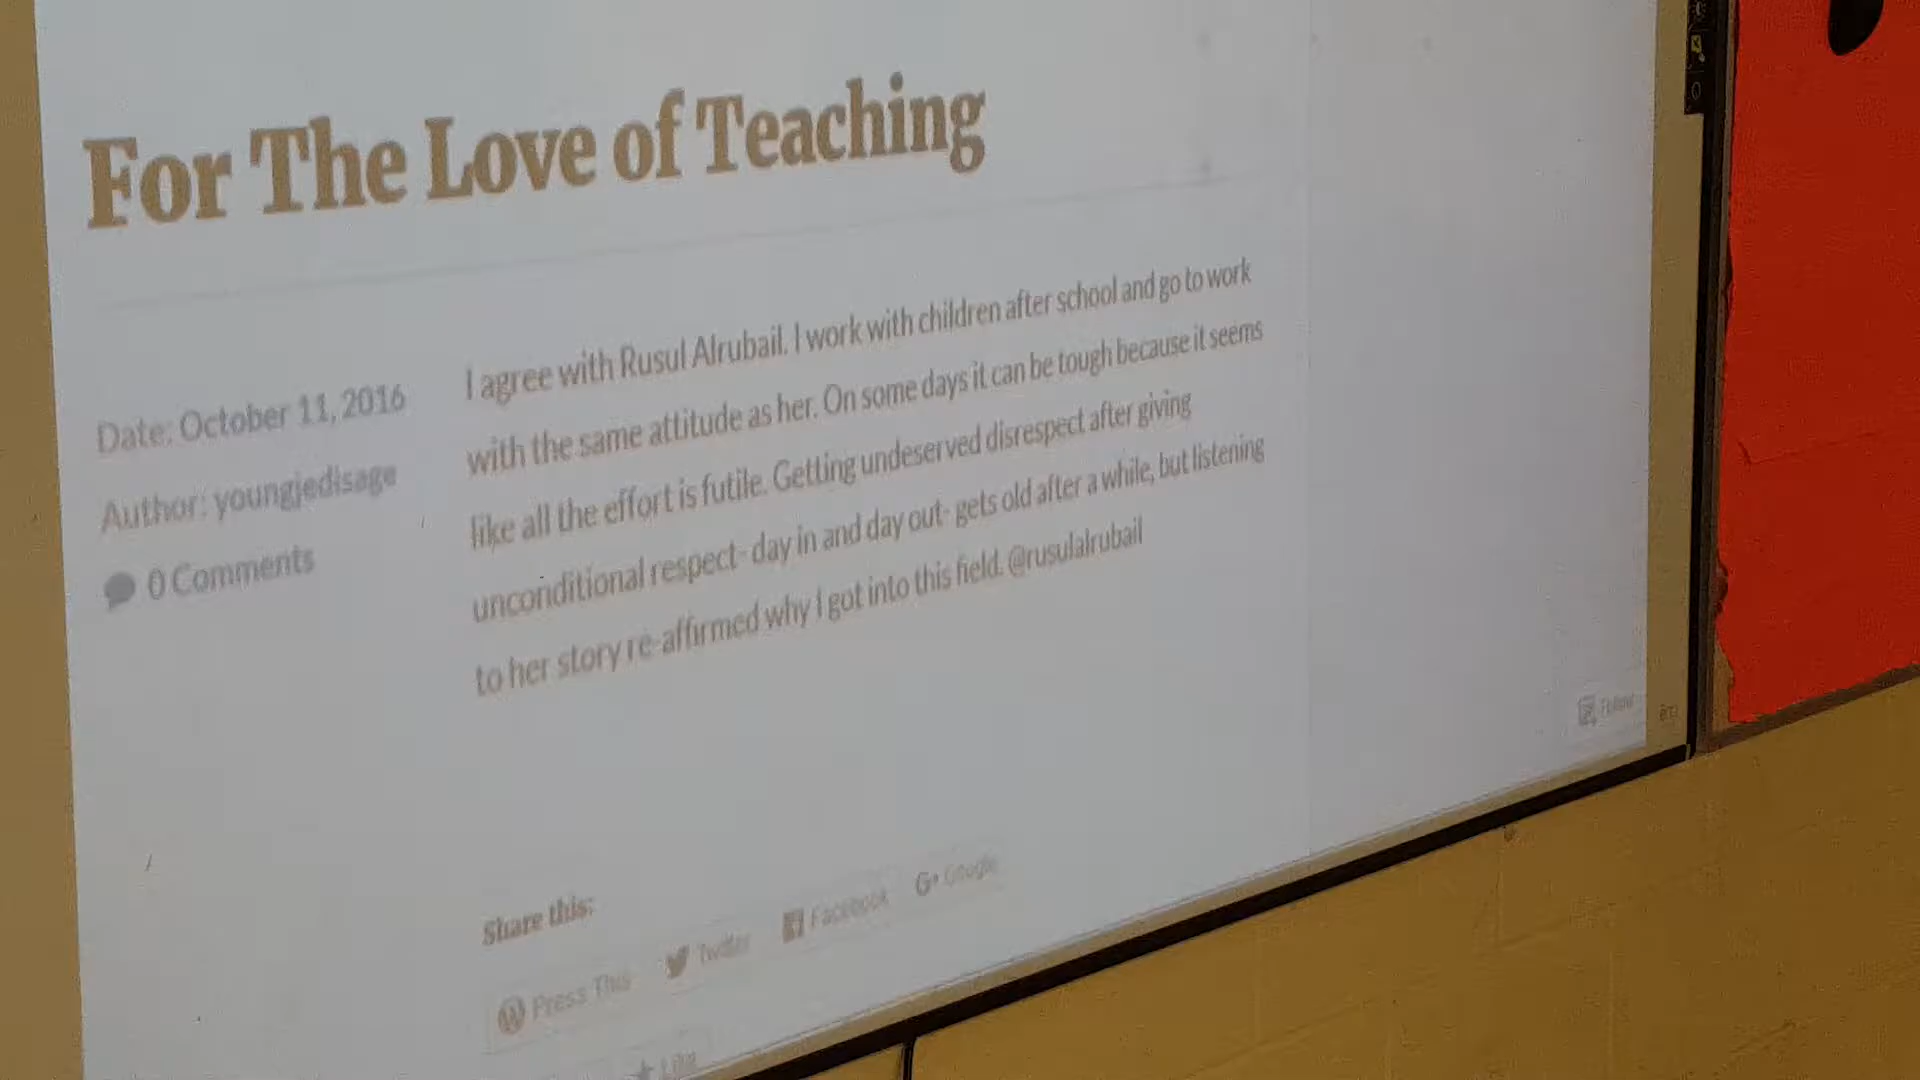 For The Love of Teaching
Date: October 11, 2016
Author: youngjedisage
0 Comments
I agree with Rusul Alrubail. I work with children after school and go to work
with the same attitude as her. On some days it can be tough because it seems
like all the effort is futile. Getting undeserved disrespect after giving
unconditional respect- day in and day out- gets old after a while, but listening
to her story re-affirmed why I got into this field. @rusulalrubail
Share this:
Press This
Twitter
Facebook
G+ Google
Like
Follow